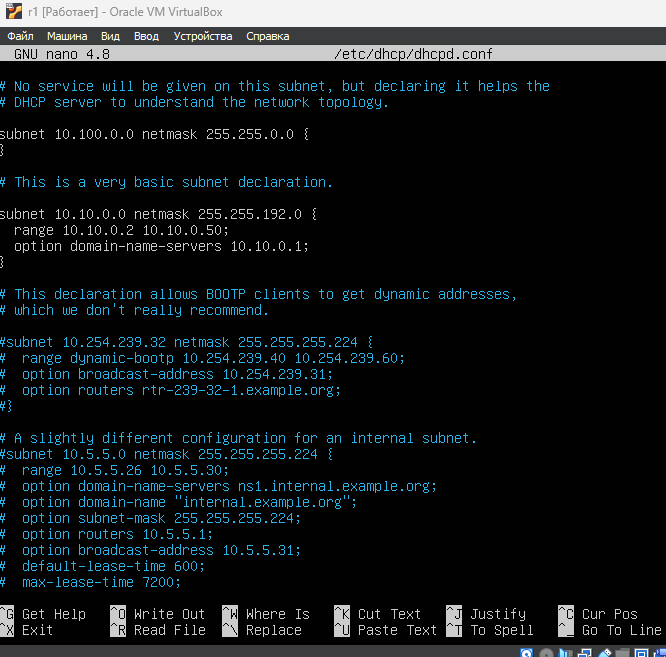 r1 [Работает] - Oracle VM VirtualBox
Файл Машина Вид Ввод Устройства Справка
GNU nano 4.8 /etc/dhcp/dhcpd.conf
# No service will be given on this subnet, but declaring it helps the
# DHCP server to understand the network topology.
subnet 10.100.0.0 netmask 255.255.0.0 {
}
# This is a very basic subnet declaration.
subnet 10.10.0.0 netmask 255.255.192.0 {
  range 10.10.0.2 10.10.0.50;
  option domain-name-servers 10.10.0.1;
}
# This declaration allows BOOTP clients to get dynamic addresses,
# which we don't really recommend.
#subnet 10.254.239.32 netmask 255.255.255.224 {
#  range dynamic-bootp 10.254.239.40 10.254.239.60;
#  option broadcast-address 10.254.239.31;
#  option routers rtr-239-32-1.example.org;
#}
# A slightly different configuration for an internal subnet.
#subnet 10.5.5.0 netmask 255.255.255.224 {
#  range 10.5.5.26 10.5.5.30;
#  option domain-name-servers ns1.internal.example.org;
#  option domain-name "internal.example.org";
#  option subnet-mask 255.255.255.224;
#  option routers 10.5.5.1;
#  option broadcast-address 10.5.5.31;
#  default-lease-time 600;
#  max-lease-time 7200;
^G Get Help ^O Write Out ^W Where Is ^K Cut Text ^J Justify ^C Cur Pos
^X Exit ^R Read File ^\ Replace ^U Paste Text ^T To Spell ^_ Go To Line